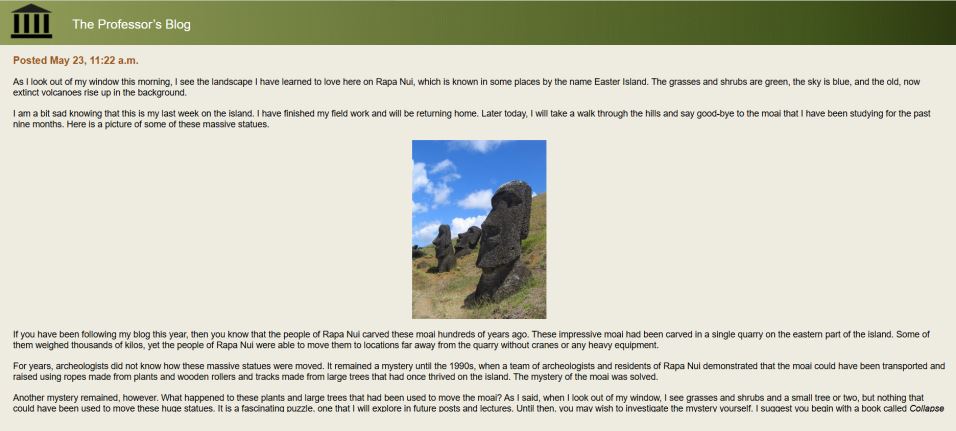 The Professor's Blog
Posted May 23, 11:22 a.m.
As I look out of my window this morning, I see the landscape I have learned to love here on Rapa Nui, which is known in some places by the name Easter Island. The grasses and shrubs are green, the sky is blue, and the old, now
extinct volcanoes rise up in the background.
I am a bit sad knowing that this is my last week on the island. I have finished my field work and will be returning home. Later today, I will take a walk through the hills and say good-bye to the moai that I have been studying for the past
nine months. Here is a picture of some of these massive statues.
If you have been following my blog this year, then you know that the people of Rapa Nui carved these moai hundreds of years ago. These impressive moai had been carved in a single quarry on the eastern part of the island. Some of
them weighed thousands of kilos, yet the people of Rapa Nui were able to move them to locations far away from the quarry without cranes or any heavy equipment.
For years, archeologists did not know how these massive statues were moved. It remained a mystery until the 1990s, when a team of archeologists and residents of Rapa Nui demonstrated that the moai could have been transported and
raised using ropes made from plants and wooden rollers and tracks made from large trees that had once thrived on the island. The mystery of the moai was solved.
Another mystery remained, however. What happened to these plants and large trees that had been used to move the moai? As I said, when I look out of my window, I see grasses and shrubs and a small tree or two, but nothing that
could have been used to move these huge statues. It is a fascinating puzzle, one that I will explore in future posts and lectures. Until then, you may wish to investigate the mystery yourself. I suggest you begin with a book called Collapse